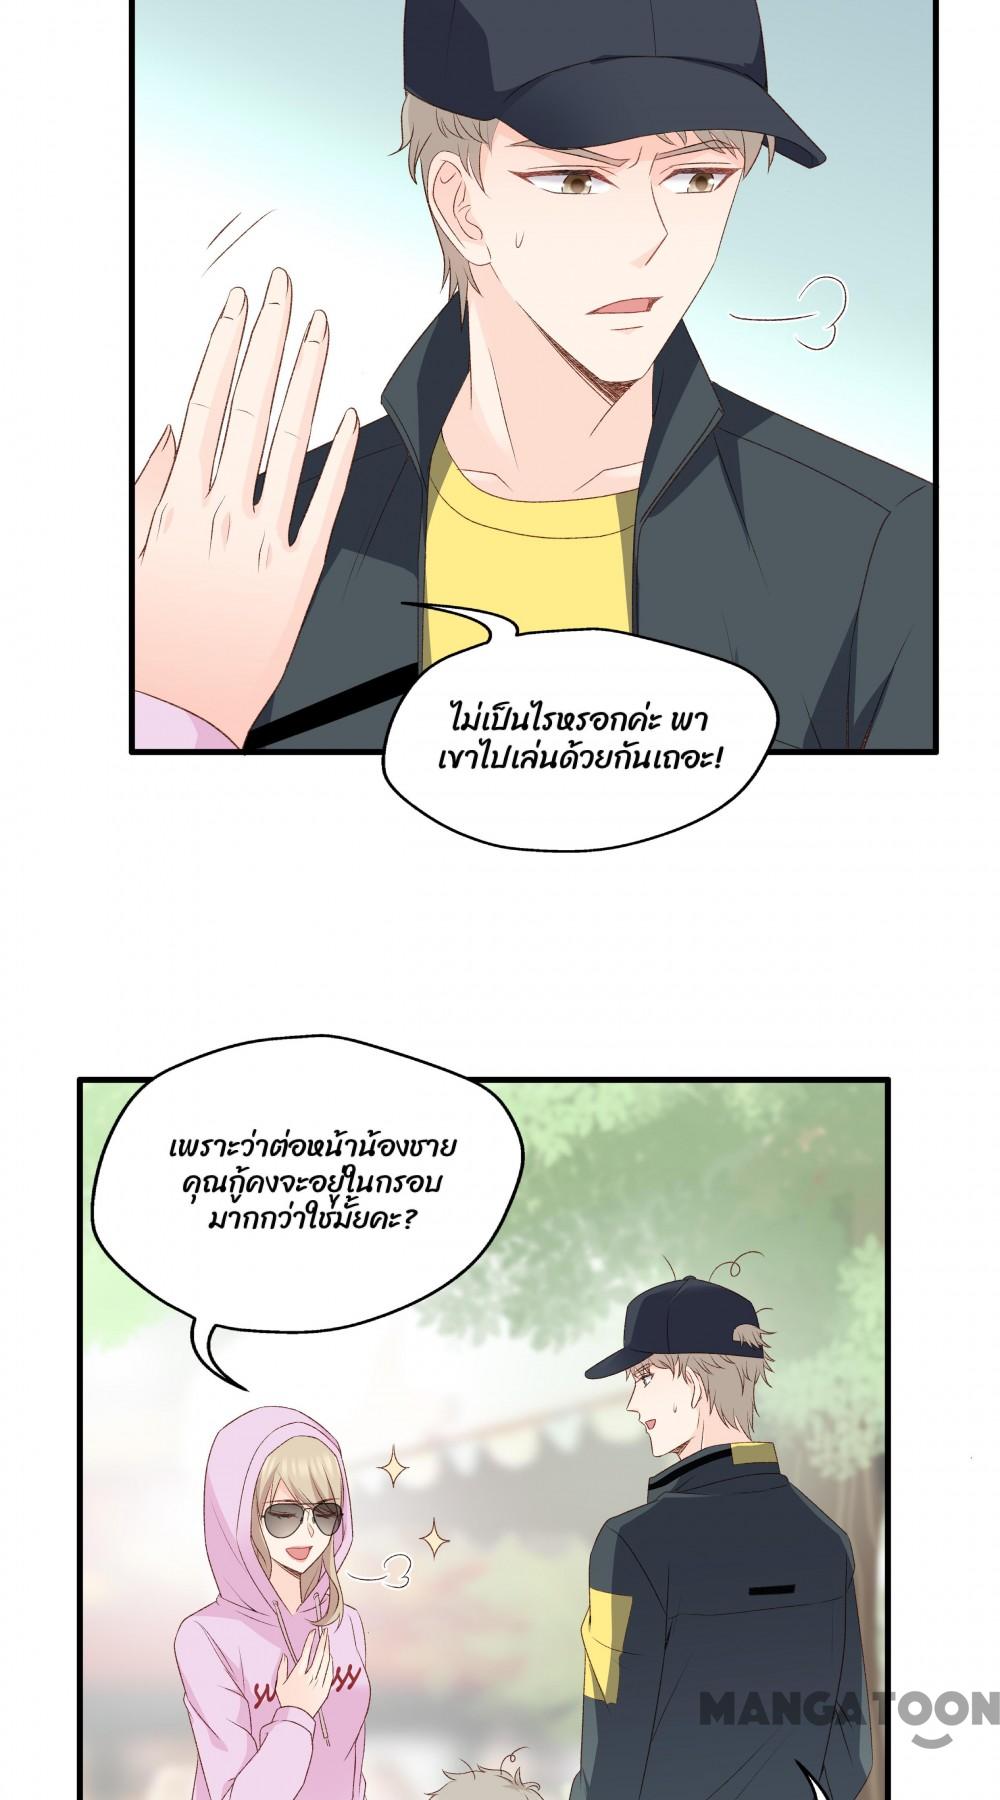 ไม่เป็นไรหรอกค่ะ พา
เขาไปเล่นด้วยกันเถอะ!
เพราะว่าต่อหน้าน้องชาย
คุณกู้คงจะอยู่ในกรอบ
มากกว่าใช่มั้ยคะ?
MANGATOON